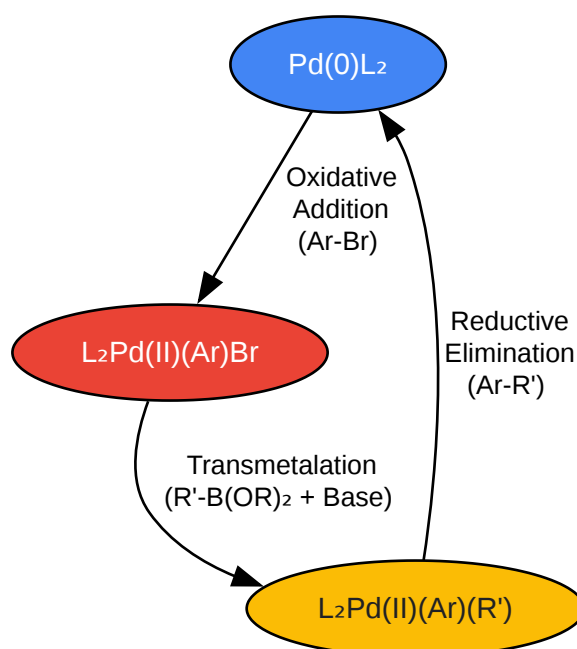 Pd(0)L₂
Oxidative
Addition
(Ar-Br)
L₂Pd(II)(Ar)Br
Reductive
Elimination
(Ar-R')
Transmetalation
(R'-B(OR)₂ + Base)
L₂Pd(II)(Ar)(R')